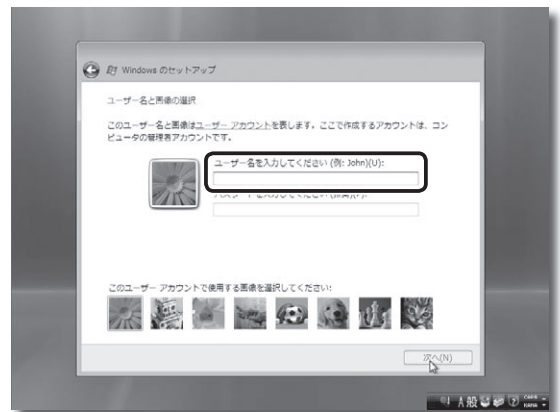 Windows のセットアップ
ユーザー名と画像の選択
このユーザー名と画像はユーザー アカウントを表します。ここで作成するアカウントは、コン
ピュータの管理者アカウントです。
ユーザー名を入力してください (例: John)(U):
このユーザー アカウントで使用する画像を選択してください:
次へ(N)
A 般
CAPS
KANA